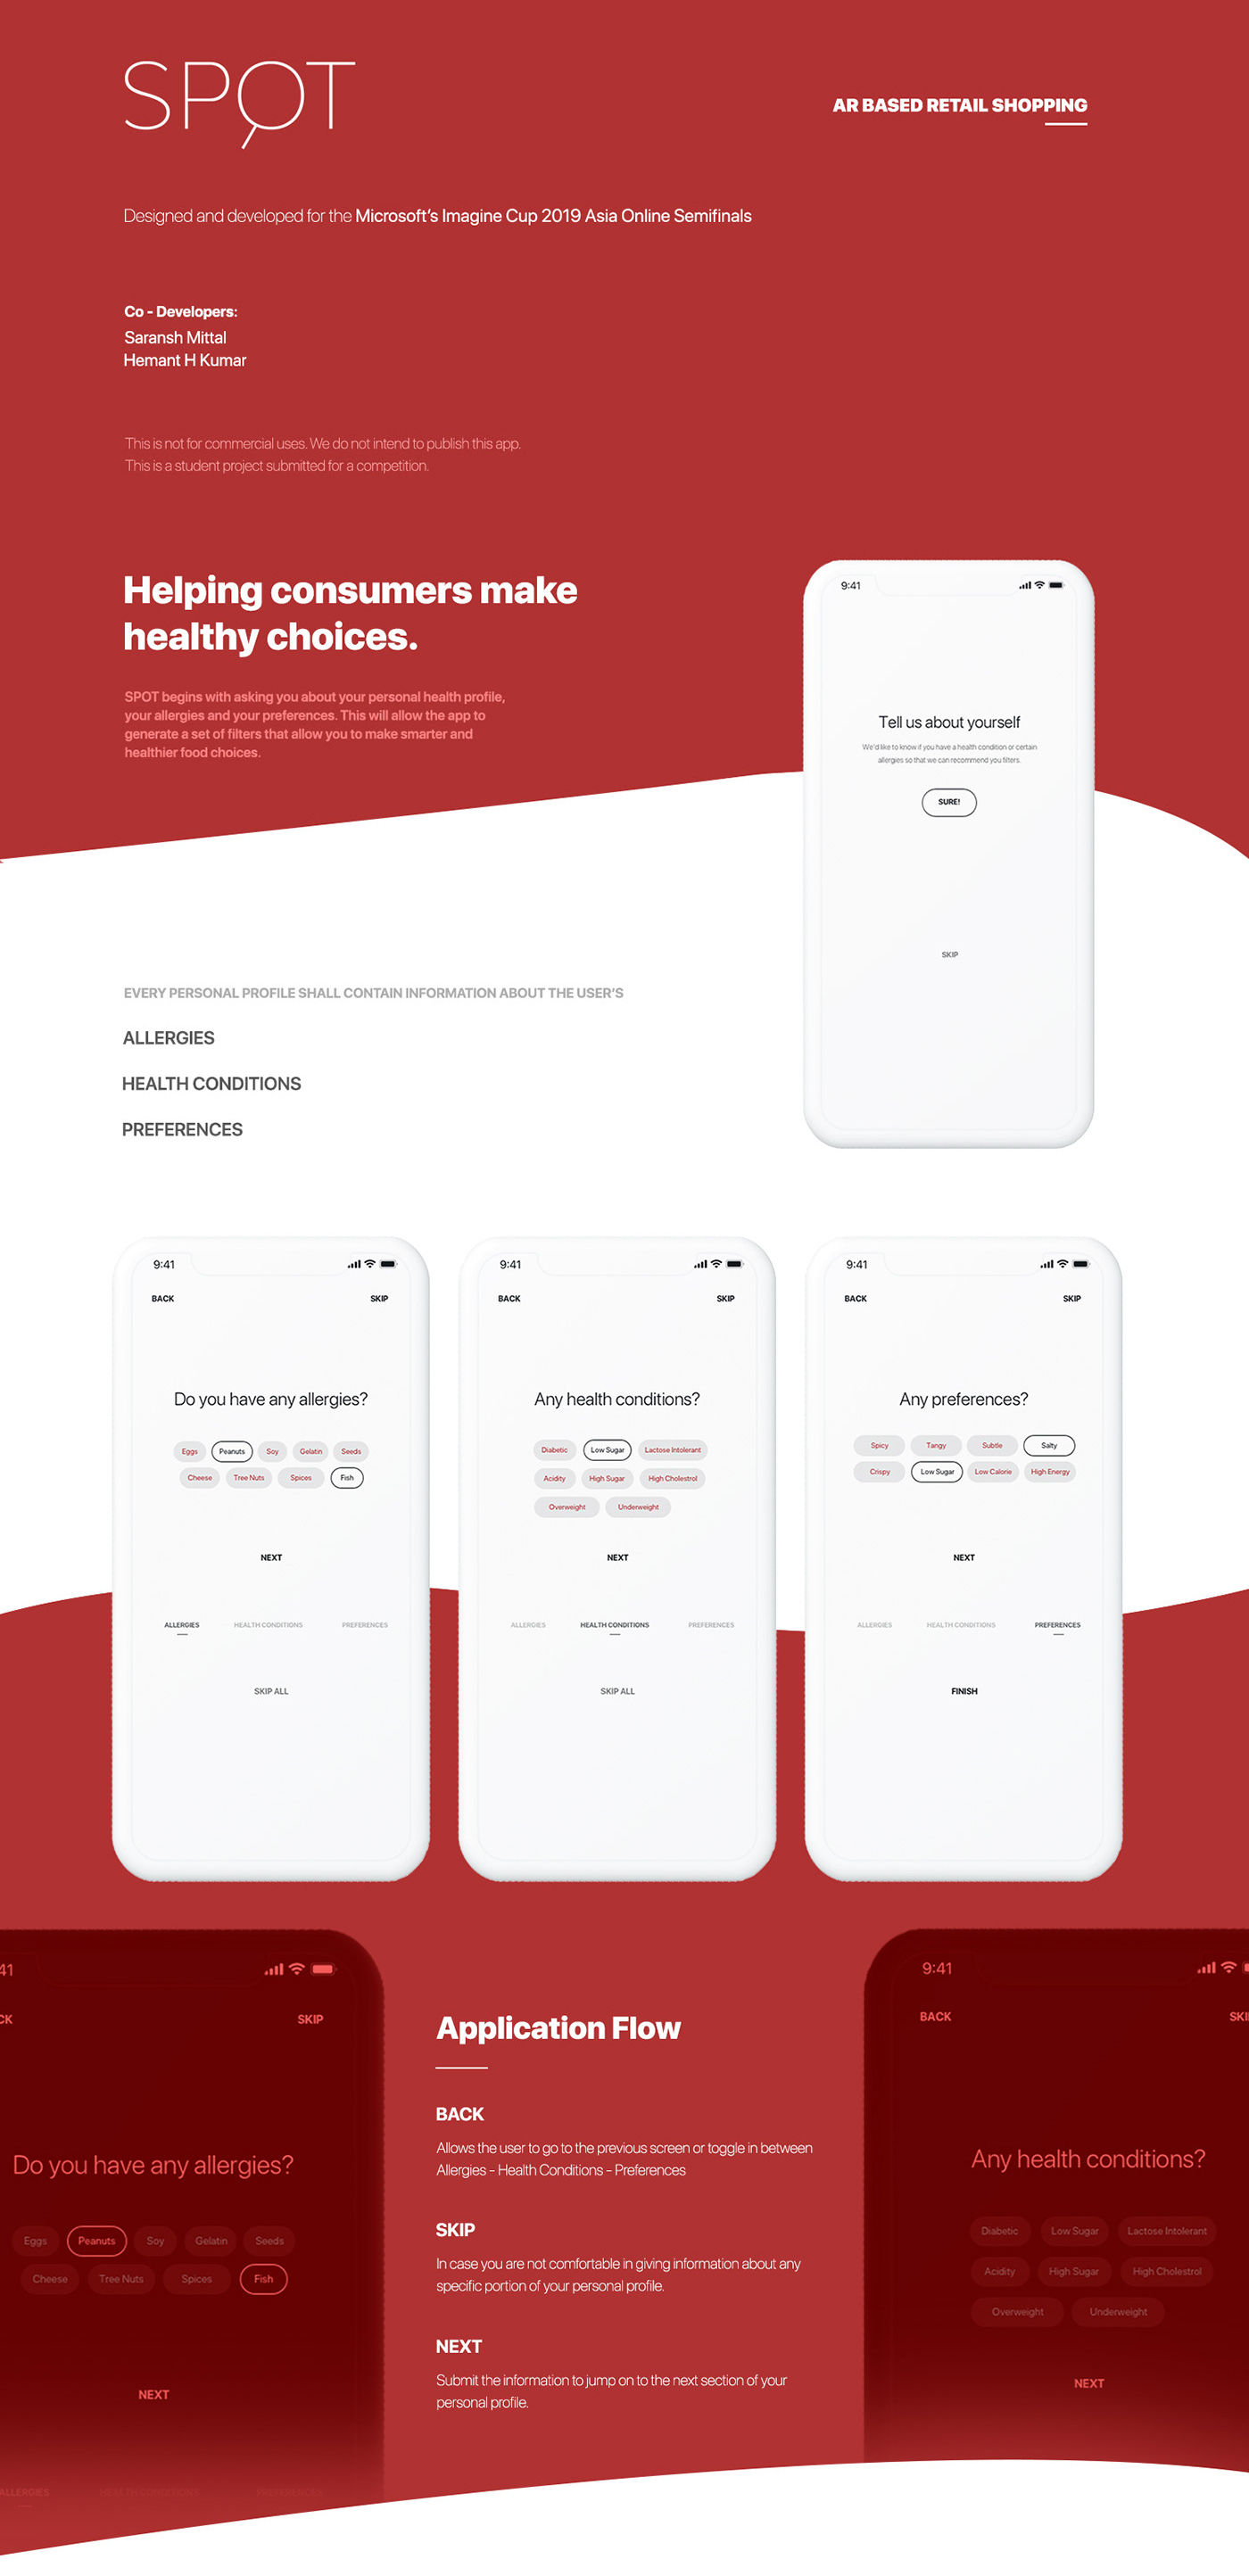 SPOT
AR BASED RETAIL SHOPPING
Designed and developed for the Microsoft's Imagine Cup 2019 Asia Online Semifinals
Co - Developers:
Saransh Mittal
Hemant H Kumar
This is not for commercial uses. We do not intend to publish this app.
This is a student project submitted for a competition.
Helping consumers make
healthy choices.
SPOT begins with asking you about your personal health profile,
your allergies and your preferences. This will allow the app to
generate a set of filters that allow you to make smarter and
healthier food choices.
9:41
Tell us about yourself
We'd like to know if you have a health condition or certain
allergies so that we can recommend you filters.
SURE!
SKIP
EVERY PERSONAL PROFILE SHALL CONTAIN INFORMATION ABOUT THE USER'S
ALLERGIES
HEALTH CONDITIONS
PREFERENCES
9:41
BACK SKIP
Do you have any allergies?
Eggs Peanuts Soy Gelatin Seeds
Cheese Tree Nuts Spices Fish
NEXT
ALLERGIES HEALTH CONDITIONS PREFERENCES
SKIP ALL
9:41
BACK SKIP
Any health conditions?
Diabetic Low Sugar Lactose Intolerant
Acidity High Sugar High Cholestrol
Overweight Underweight
NEXT
ALLERGIES HEALTH CONDITIONS PREFERENCES
SKIP ALL
9:41
BACK SKIP
Any preferences?
Spicy Tangy Subtle Salty
Crispy Low Sugar Low Calorie High Energy
NEXT
ALLERGIES HEALTH CONDITIONS PREFERENCES
FINISH
41
CK SKIP
Do you have any allergies?
Eggs Peanuts Soy Gelatin Seeds
Cheese Tree Nuts Spices Fish
NEXT
ALLERGIES HEALTH CONDITIONS PREFERENCES
Application Flow
BACK
Allows the user to go to the previous screen or toggle in between
Allergies - Health Conditions - Preferences
SKIP
In case you are not comfortable in giving information about any
specific portion of your personal profile.
NEXT
Submit the information to jump on to the next section of your
personal profile.
9:41
BACK SKI
Any health conditions?
Diabetic Low Sugar Lactose Intolerant
Acidity High Sugar High Cholestrol
Overweight Underweight
NEXT